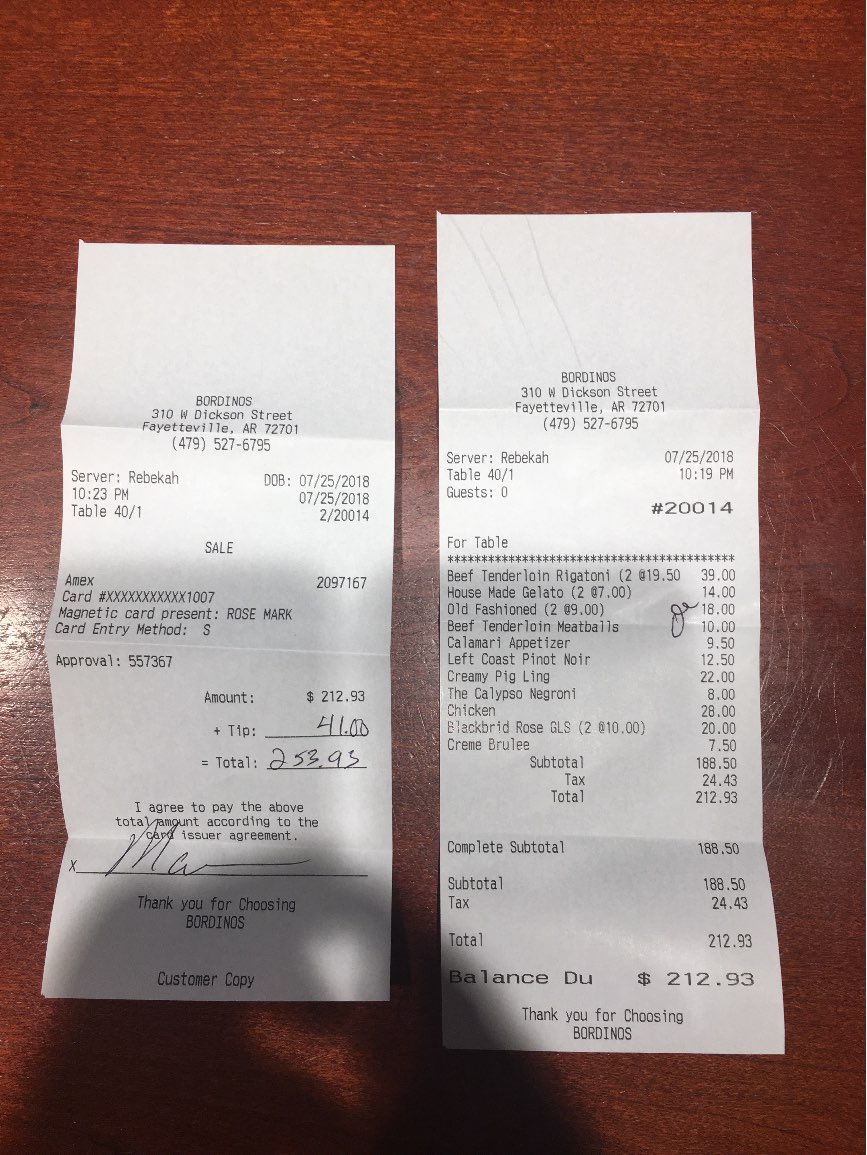 BORDINOS
310 W Dickson Street
Fayetteville, AR 72701
(479) 527-6795
Server: Rebekah DOB: 07/25/2018
10:23 PM 07/25/2018
Table 40/1 2/20014
SALE
Amex 2097167
Card #XXXXXXXXXXX1007
Magnetic card present: ROSE MARK
Card Entry Method: S
Approval: 557367
Amount: $ 212.93
+ Tip: 41.00
= Total: 253.93
I agree to pay the above
total amount according to the
card issuer agreement.
X
Thank you for Choosing
BORDINOS
Customer Copy
BORDINOS
310 W Dickson Street
Fayetteville, AR 72701
(479) 527-6795
Server: Rebekah 07/25/2018
Table 40/1 10:19 PM
Guests: 0
#20014
For Table
*****************************************
Beef Tenderloin Rigatoni (2 @19.50 39.00
House Made Gelato (2 @7.00) 14.00
Old Fashioned (2 @9.00) 18.00
Beef Tenderloin Meatballs 10.00
Calamari Appetizer 9.50
Left Coast Pinot Noir 12.50
Creamy Pig Ling 22.00
The Calypso Negroni 8.00
Chicken 28.00
Blackbrid Rose GLS (2 @10.00) 20.00
Creme Brulee 7.50
Subtotal 188.50
Tax 24.43
Total 212.93
Complete Subtotal 188.50
Subtotal 188.50
Tax 24.43
Total 212.93
Balance Du $ 212.93
Thank you for Choosing
BORDINOS